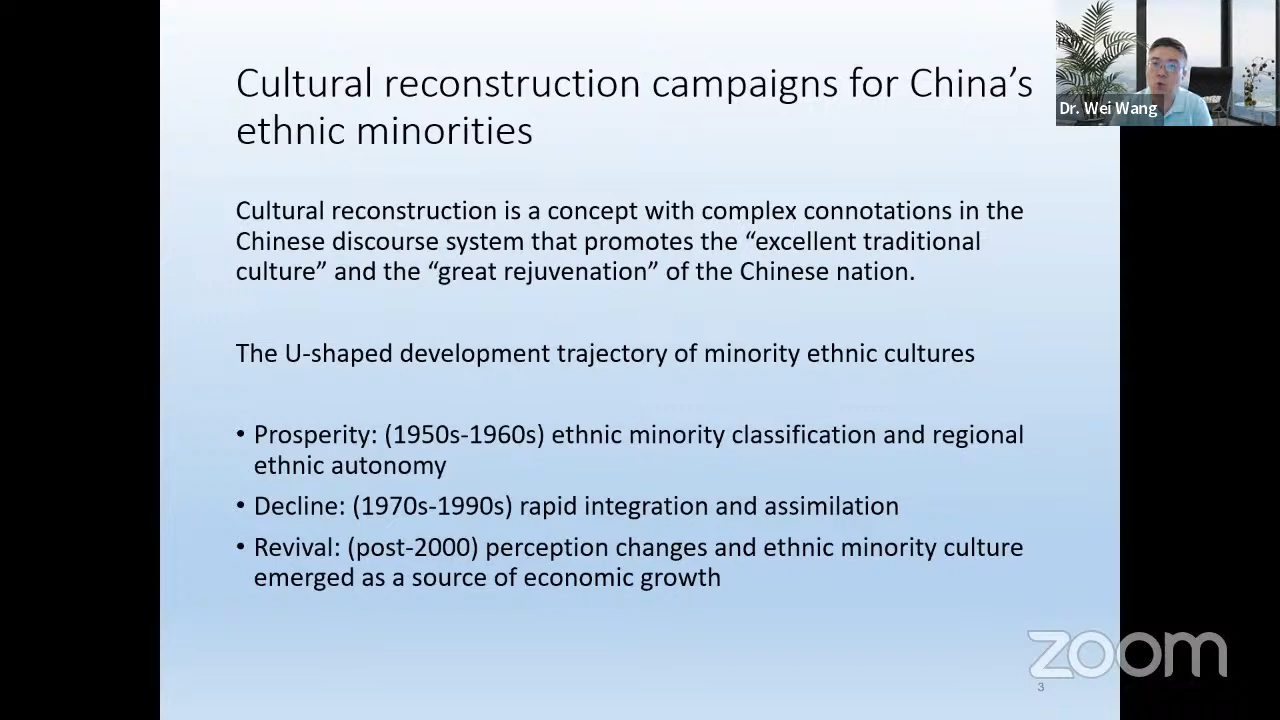 Cultural reconstruction campaigns for China’s
ethnic minorities
Dr. Wei Wang
Cultural reconstruction is a concept with complex connotations in the
Chinese discourse system that promotes the “excellent traditional
culture” and the “great rejuvenation” of the Chinese nation.
The U-shaped development trajectory of minority ethnic cultures
• Prosperity: (1950s-1960s) ethnic minority classification and regional
ethnic autonomy
• Decline: (1970s-1990s) rapid integration and assimilation
• Revival: (post-2000) perception changes and ethnic minority culture
emerged as a source of economic growth
zoom
3